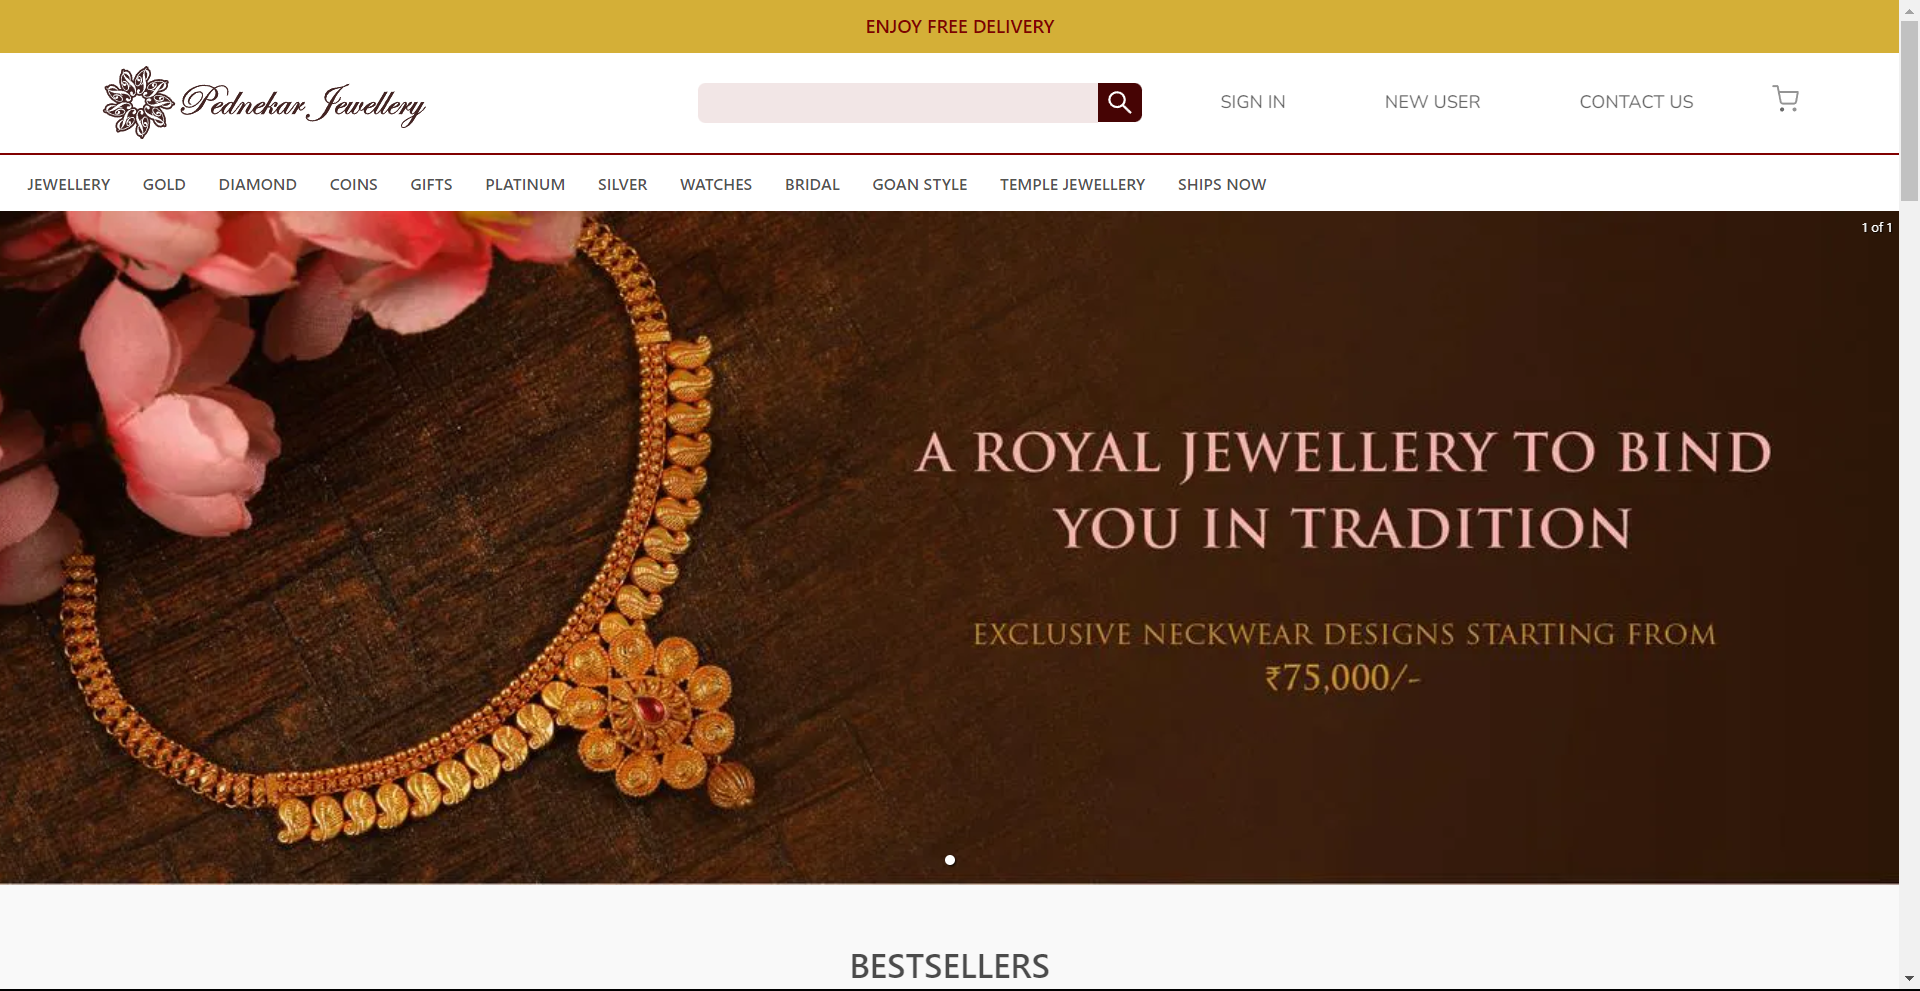 ENJOY FREE DELIVERY
Pednekar Jewellery
SIGN IN NEW USER CONTACT US
JEWELLERY GOLD DIAMOND COINS GIFTS PLATINUM SILVER WATCHES BRIDAL GOAN STYLE TEMPLE JEWELLERY SHIPS NOW
1 of 1
A ROYAL JEWELLERY TO BIND
YOU IN TRADITION
EXCLUSIVE NECKWEAR DESIGNS STARTING FROM
₹75,000/-
BESTSELLERS